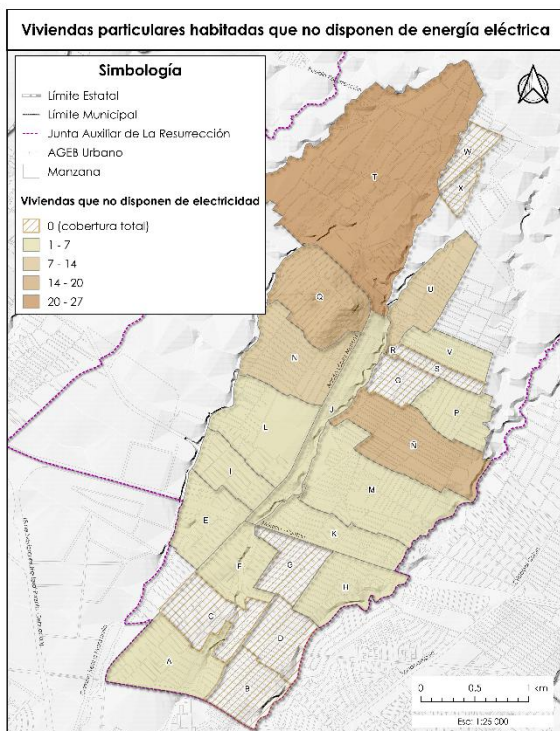 Viviendas particulares habitadas que no disponen de energía eléctrica
Simbología
Límite Estatal
Límite Municipal
Junta Auxiliar de La Resurrección
AGEB Urbano
Manzana
Viviendas que no disponen de electricidad
0 (cobertura total)
1 - 7
7 - 14
14 - 20
20 - 27
W
T
X
U
Q
V
R
S
N
O
P
J
L
Ñ
I
M
E
K
F
G
H
C
D
A
B
0 0.5 1 km
Esc: 1:25 000